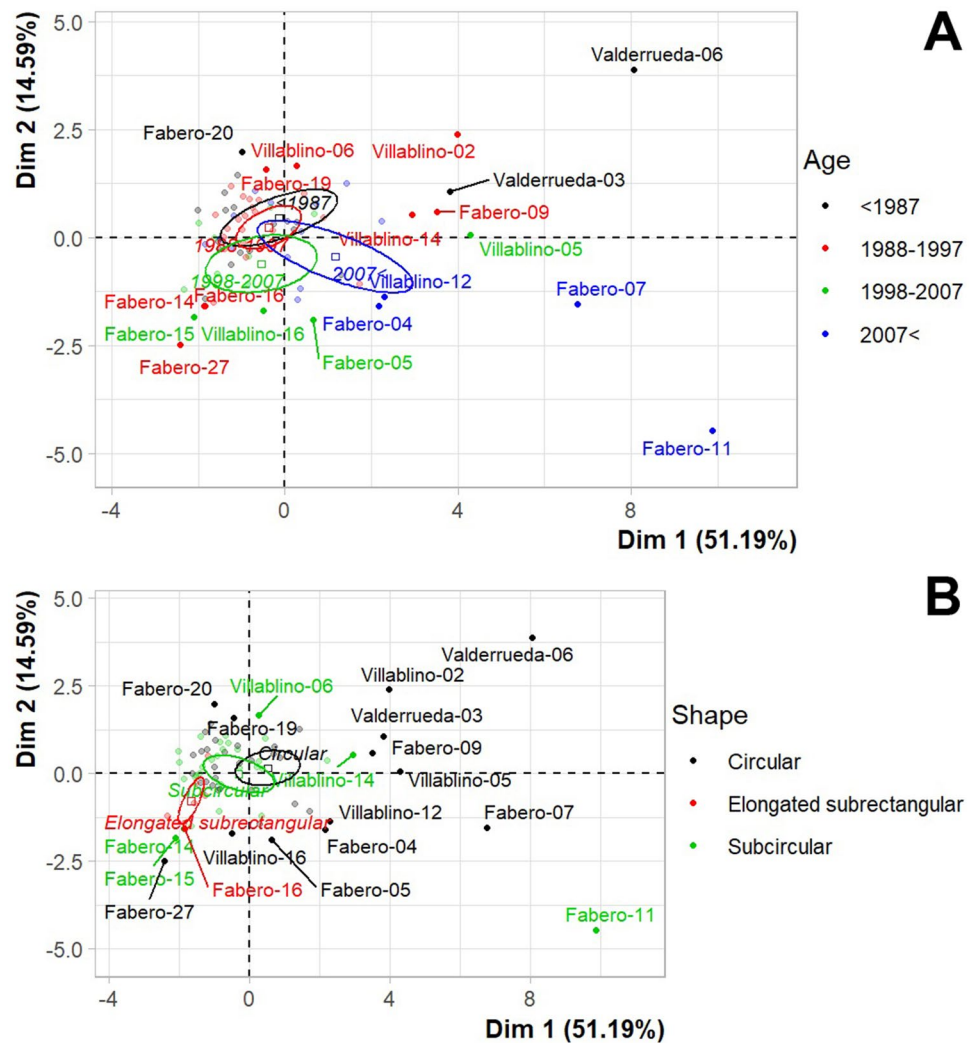 A
5.0
2.5
0.0
-2.5
-5.0
Dim 2 (14.59%)
Valderrueda-06
Fabero-20
Villablino-06
Villablino-02
Fabero-19
Valderrueda-03
<1987
Fabero-09
Villablino-14
Villablino-05
1998-2007
2007<
Villablino-12
Fabero-14
Fabero-16
Fabero-07
Fabero-15
Villablino-16
Fabero-04
Fabero-05
Fabero-27
Fabero-11
-4
0
4
8
Dim 1 (51.19%)
Age
<1987
1988-1997
1998-2007
2007<
B
5.0
2.5
0.0
-2.5
-5.0
Dim 2 (14.59%)
Valderrueda-06
Villablino-02
Fabero-20
Villablino-06
Valderrueda-03
Fabero-19
Fabero-09
Circular
Villablino-14
Villablino-05
Subcircular
Elongated subrectangular
Villablino-12
Fabero-07
Fabero-14
Villablino-16
Fabero-04
Fabero-15
Fabero-16
Fabero-05
Fabero-27
Fabero-11
-4
0
4
8
Dim 1 (51.19%)
Shape
Circular
Elongated subrectangular
Subcircular